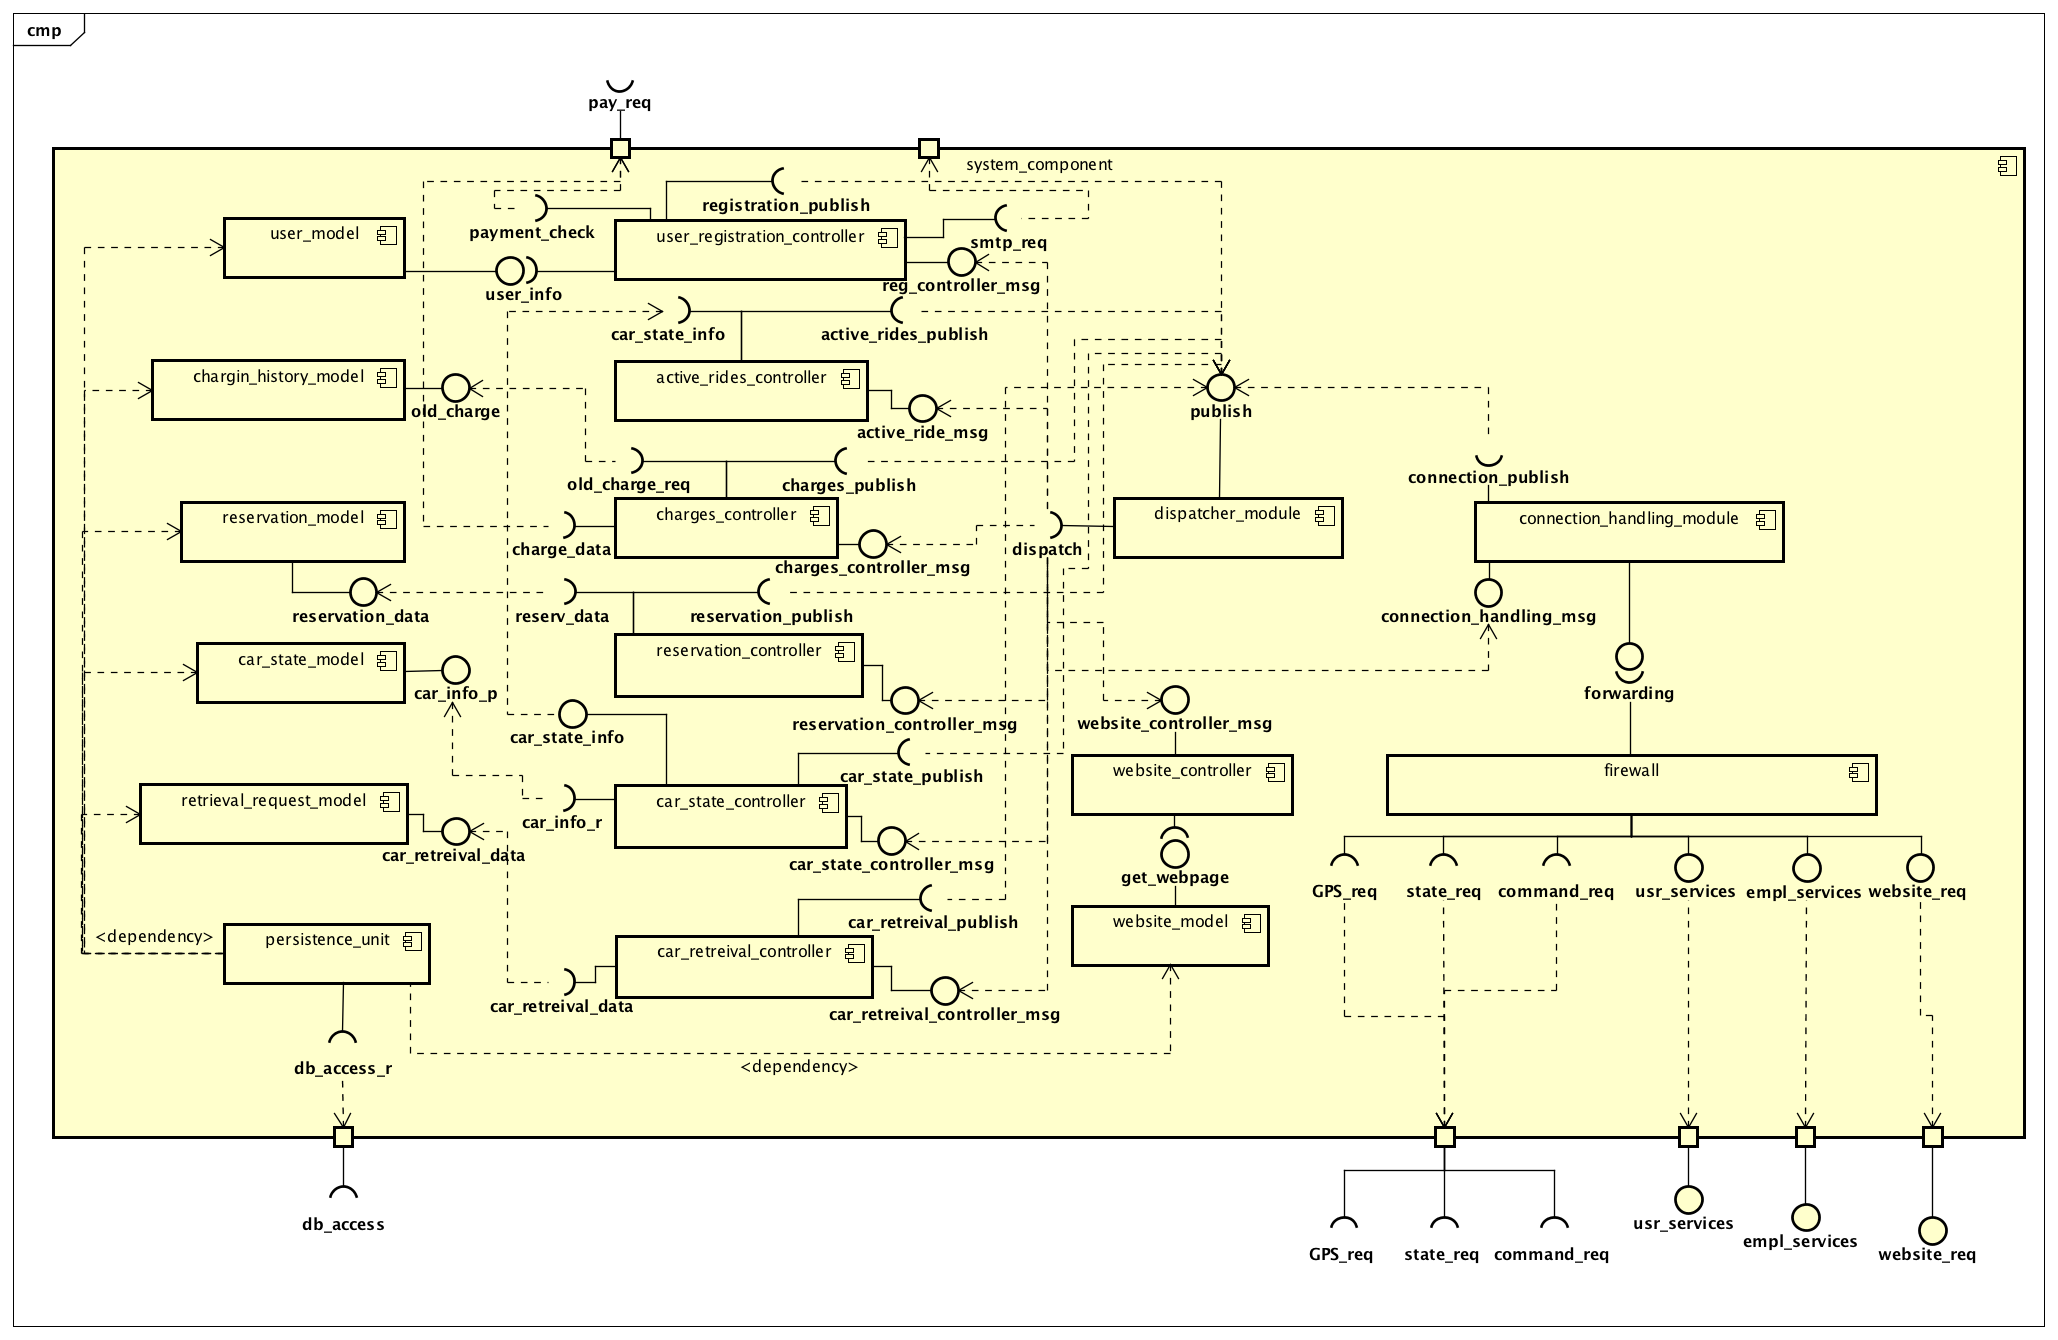 cmp
pay_req
system_component
registration_publish
payment_check
user_model
user_registration_controller
smtp_req
reg_controller_msg
user_info
car_state_info
active_rides_publish
chargin_history_model
active_rides_controller
old_charge
publish
active_ride_msg
connection_publish
old_charge_req
charges_publish
reservation_model
charges_controller
dispatcher_module
connection_handling_module
charge_data
dispatch
charges_controller_msg
reservation_data
reserv_data
reservation_publish
connection_handling_msg
car_state_model
reservation_controller
car_info_p
forwarding
reservation_controller_msg
website_controller_msg
car_state_info
car_state_publish
website_controller
firewall
retrieval_request_model
car_state_controller
car_info_r
car_retreival_data
car_state_controller_msg
get_webpage
GPS_req
state_req
command_req
usr_services
empl_services
website_req
car_retreival_publish
website_model
<dependency>
persistence_unit
car_retreival_controller
car_retreival_data
car_retreival_controller_msg
db_access_r
<dependency>
db_access
usr_services
empl_services
GPS_req
state_req
command_req
website_req